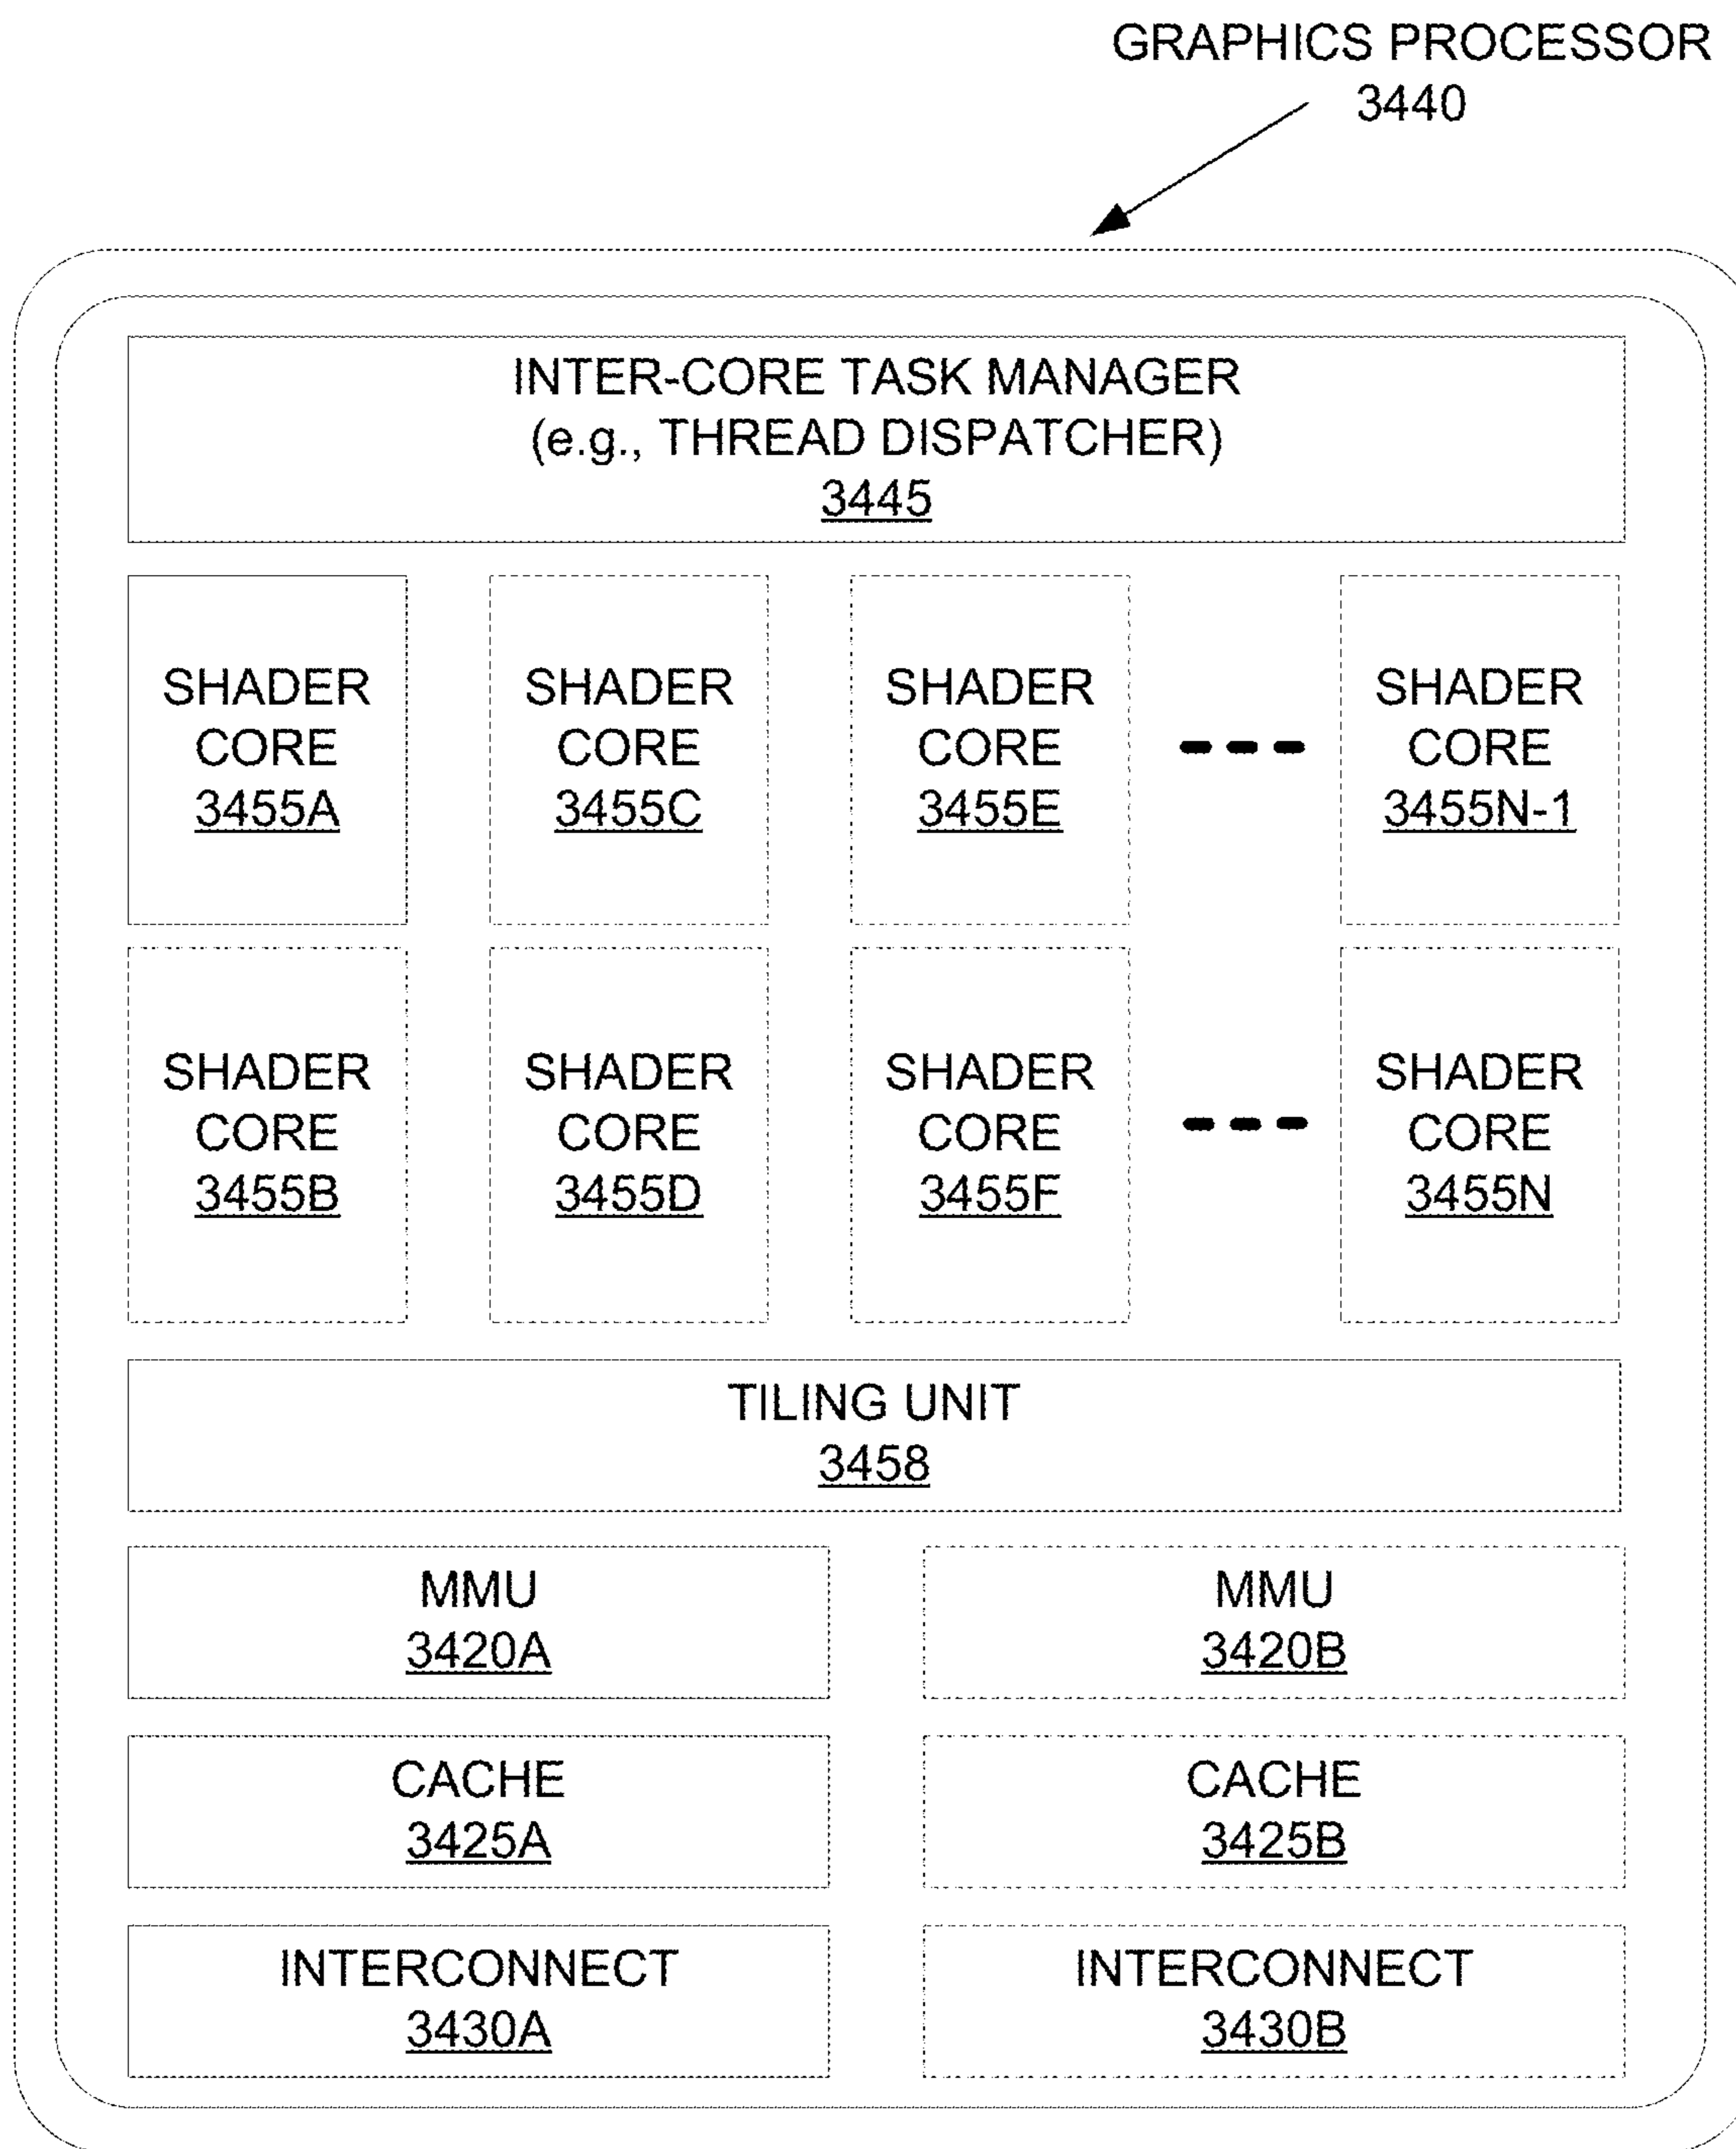 GRAPHICS PROCESSOR
3440
INTER-CORE TASK MANAGER
(e.g., THREAD DISPATCHER)
3445
SHADER
CORE
3455A
SHADER
CORE
3455C
SHADER
CORE
3455E
SHADER
CORE
3455N-1
SHADER
CORE
3455B
SHADER
CORE
3455D
SHADER
CORE
3455F
SHADER
CORE
3455N
TILING UNIT
3458
MMU
3420A
MMU
3420B
CACHE
3425A
CACHE
3425B
INTERCONNECT
3430A
INTERCONNECT
3430B